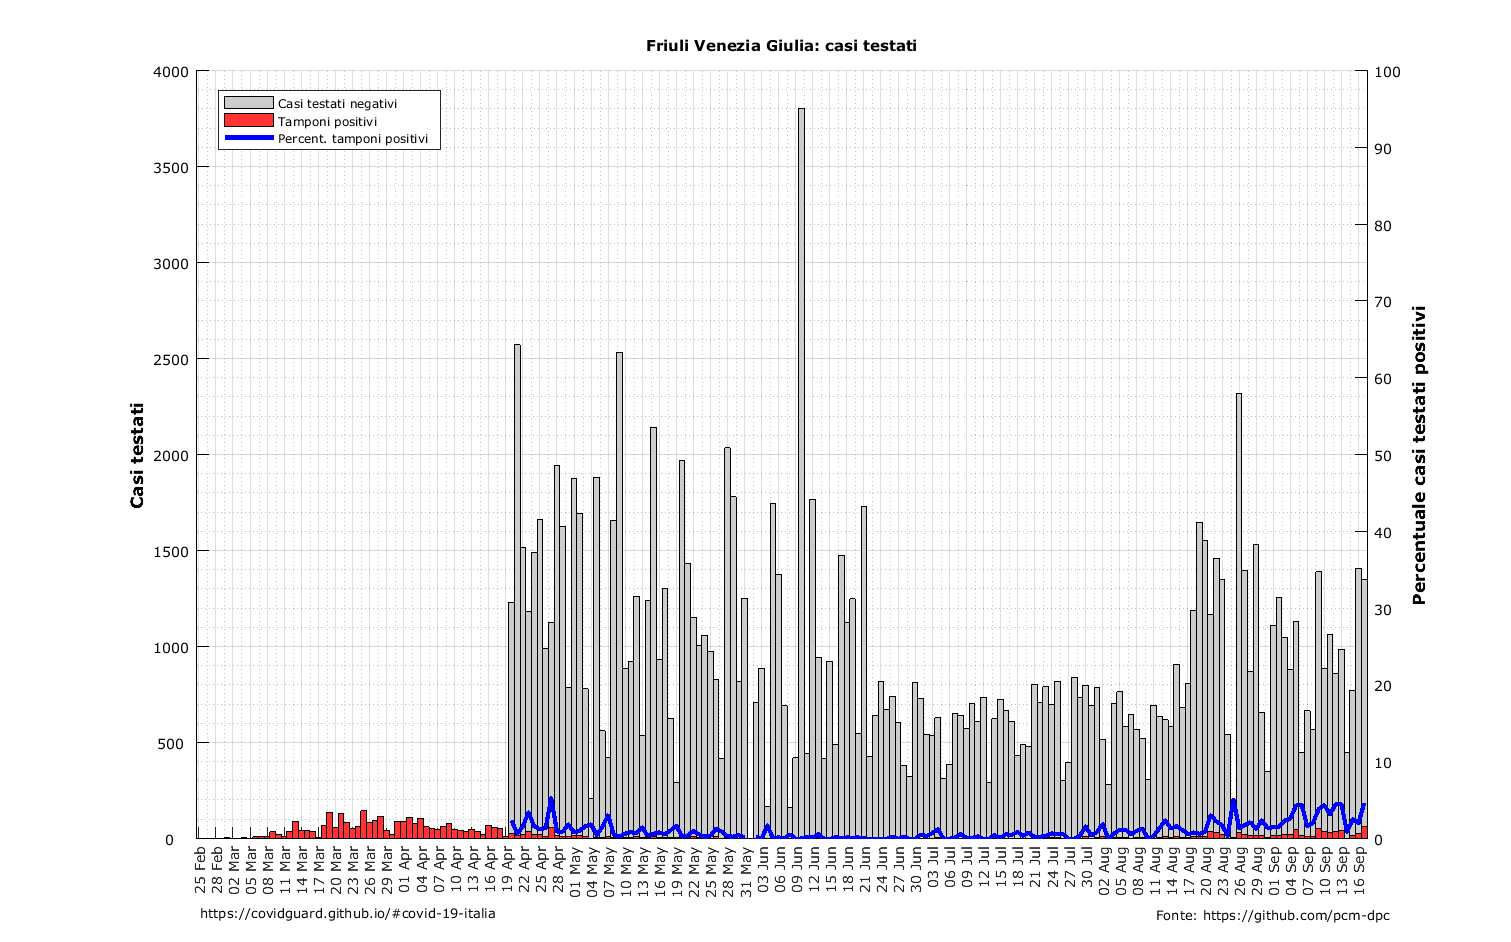 Friuli Venezia Giulia: casi testati
Casi testati negativi
Tamponi positivi
Percent. tamponi positivi
Casi testati
4000
3500
3000
2500
2000
1500
1000
500
0
Percentuale casi testati positivi
100
90
80
70
60
50
40
30
20
10
0
25 Feb
28 Feb
02 Mar
05 Mar
08 Mar
11 Mar
14 Mar
17 Mar
20 Mar
23 Mar
26 Mar
29 Mar
01 Apr
04 Apr
07 Apr
10 Apr
13 Apr
16 Apr
19 Apr
22 Apr
25 Apr
28 Apr
01 May
04 May
07 May
10 May
13 May
16 May
19 May
22 May
25 May
28 May
31 May
03 Jun
06 Jun
09 Jun
12 Jun
15 Jun
18 Jun
21 Jun
24 Jun
27 Jun
30 Jun
03 Jul
06 Jul
09 Jul
12 Jul
15 Jul
18 Jul
21 Jul
24 Jul
27 Jul
30 Jul
02 Aug
05 Aug
08 Aug
11 Aug
14 Aug
17 Aug
20 Aug
23 Aug
26 Aug
29 Aug
01 Sep
04 Sep
07 Sep
10 Sep
13 Sep
16 Sep
https://covidguard.github.io/#covid-19-italia
Fonte: https://github.com/pcm-dpc